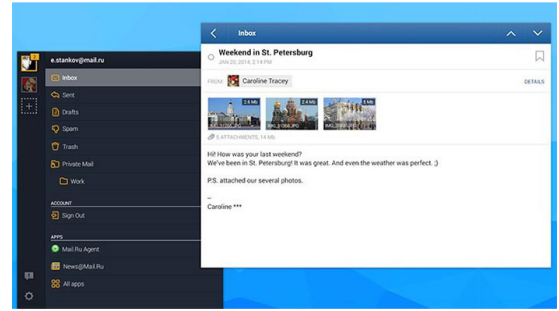 Inbox
Weekend in St. Petersburg
JAN 20, 2014, 2:14 PM
FROM: Caroline Tracey
DETAILS
2.6 Mb
2.4 Mb
6 ATTACHMENTS, 14 Mb
Hi! How was your last weekend?
We've been in St. Petersburg! It was great. And even the weather was perfect. ;)
P.S. attached our several photos.
--
Caroline ***
e.stankov@mail.ru
Inbox
Sent
Drafts
Spam
Trash
Private Mail
Work
ACCOUNT
Sign Out
APPS
Mail.Ru Agent
News@Mail.Ru
All apps